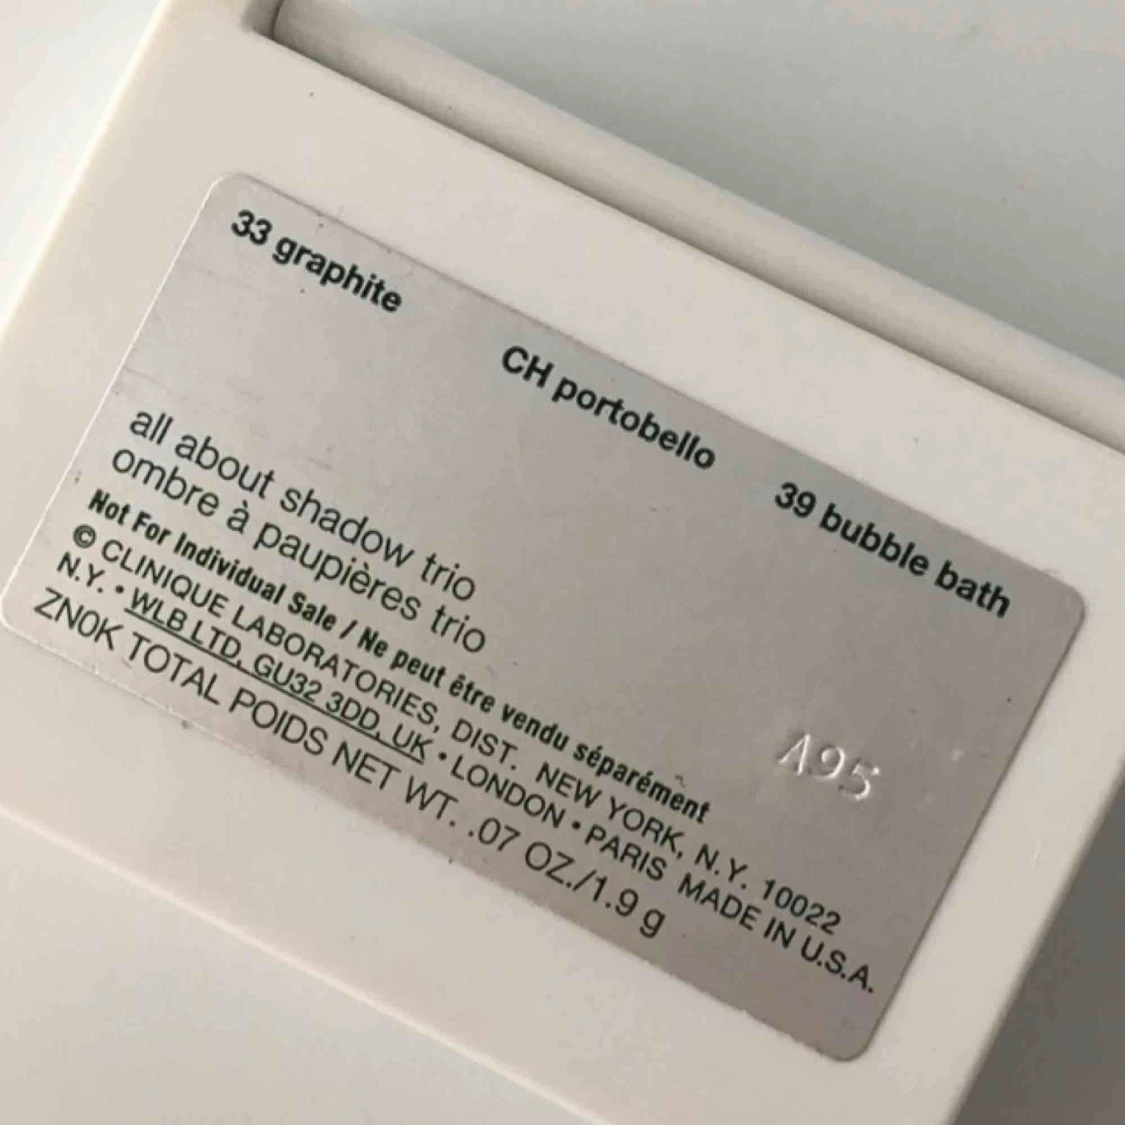 33 graphite
CH portobello
39 bubble bath
all about shadow trio
ombre à paupières trio
Not For Individual Sale / Ne peut être vendu séparément
© CLINIQUE LABORATORIES, DIST. NEW YORK, N.Y. 10022
N.Y. • WLB LTD, GU32 3DD, UK • LONDON • PARIS MADE IN U.S.A.
ZN0K TOTAL POIDS NET WT. .07 OZ./1.9 g
A95